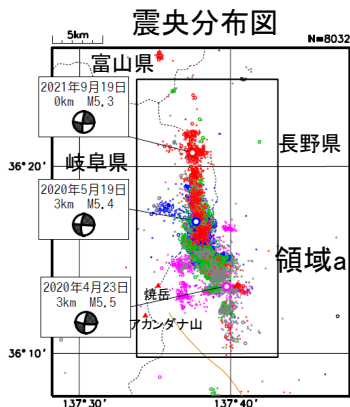 震央分布図
5km
N=8032
富山県
2021年9月19日
0km M5.3
長野県
36°20'
岐阜県
2020年5月19日
3km M5.4
領域a
2020年4月23日
3km M5.5
焼岳
アカンダナ山
36°10'
137°30'
137°40'